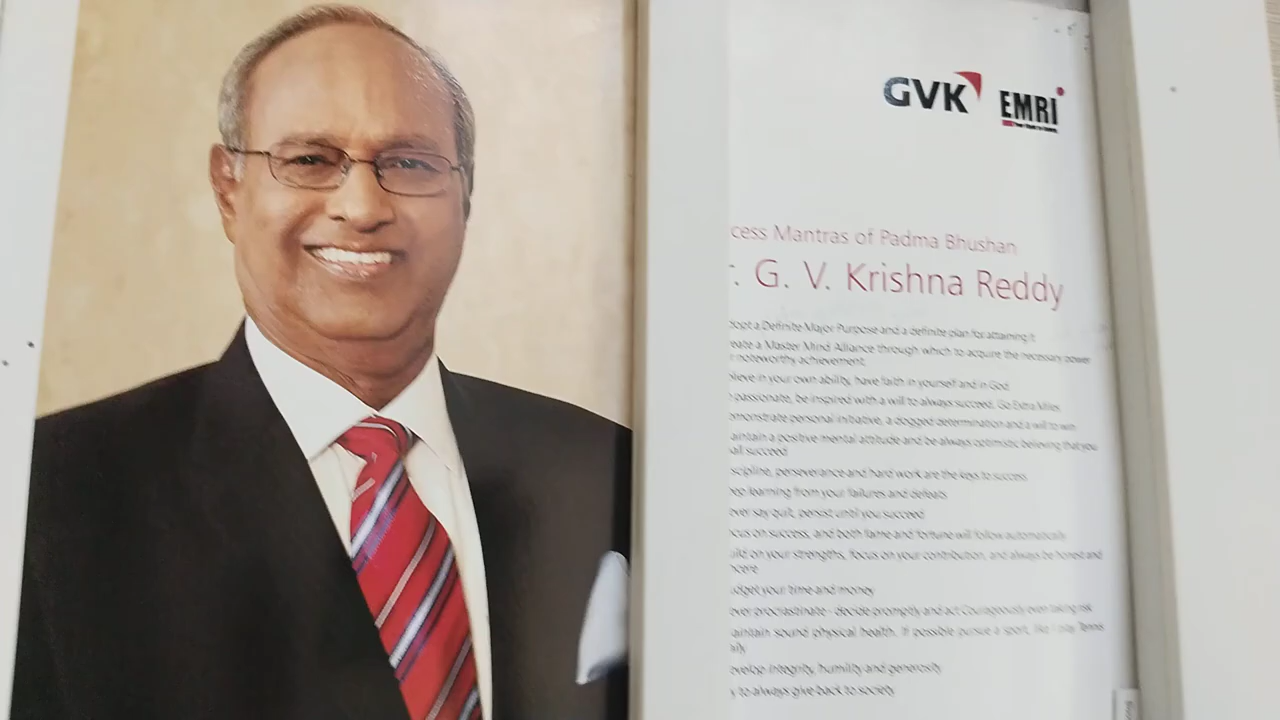 GVK EMRI
cess Mantras of Padma Bhushan
r. G. V. Krishna Reddy
dopt a Definite Major Purpose and a definite plan for attaining it
eate a Master Mind Alliance through which to acquire the necessary power
r noteworthy achievement.
lieve in your own ability, have faith in yourself and in God
passionate, be inspired with a will to always succeed. Go Extra Miles
monstrate personal initiative, a dogged determination and a will to win
aintain a positive mental attitude and be always optimistic believing that you
all succeed
scipline, perseverance and hard work are the keys to success
ep learning from your failures and defeats
ever say quit, persist until you succeed
cus on success, and both fame and fortune will follow automatically
uild on your strengths, focus on your contribution, and always be honest and
ncere
udget your time and money
ever procrastinate - decide promptly and act Courageously even taking risk
aintain sound physical health. If possible pursue a sport, like I play Tennis
aily
evelop integrity, humility and generosity
y to always give back to society